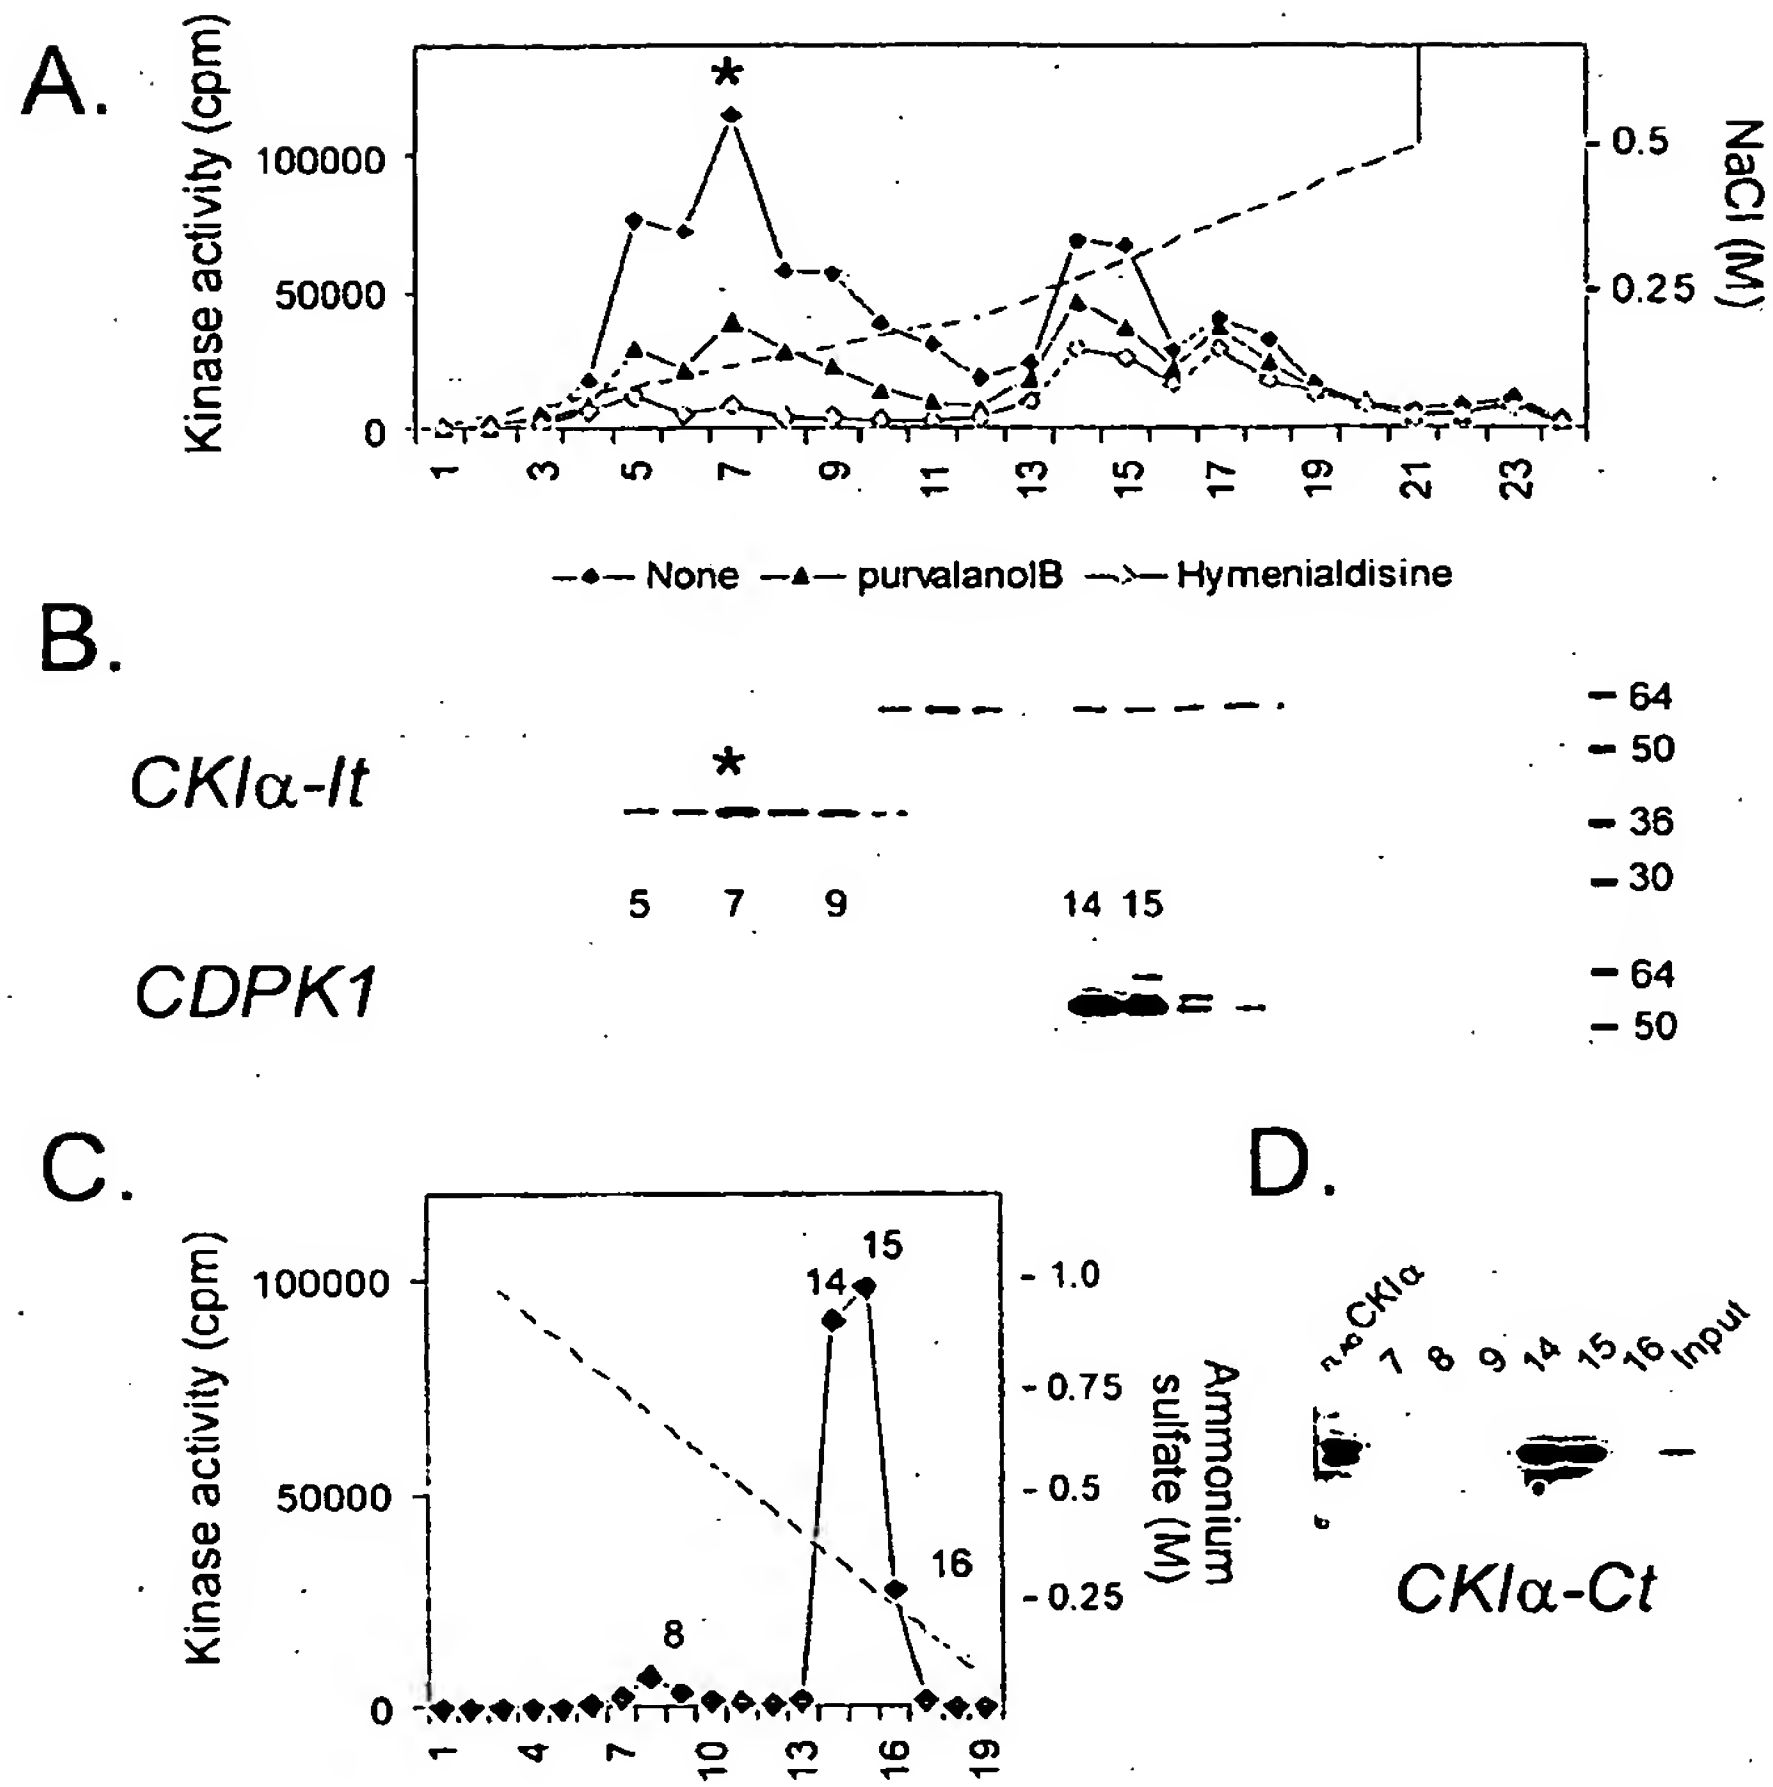 A.
Kinase activity (cpm)
100000
50000
0
*
0.5
0.25
NaCl (M)
1 3 5 7 9 11 13 15 17 19 21 23
None purvalanolB Hymenialdisine
B.
64
50
CKIα-It
*
36
30
5 7 9 14 15
CDPK1
64
50
C.
Kinase activity (cpm)
100000
50000
0
15
14
16
8
1.0
0.75
0.5
0.25
Ammonium
sulfate (M)
1 4 7 10 13 16 19
D.
FLAG CKIα 7 8 9 14 15 16 Input
CKIα-Ct